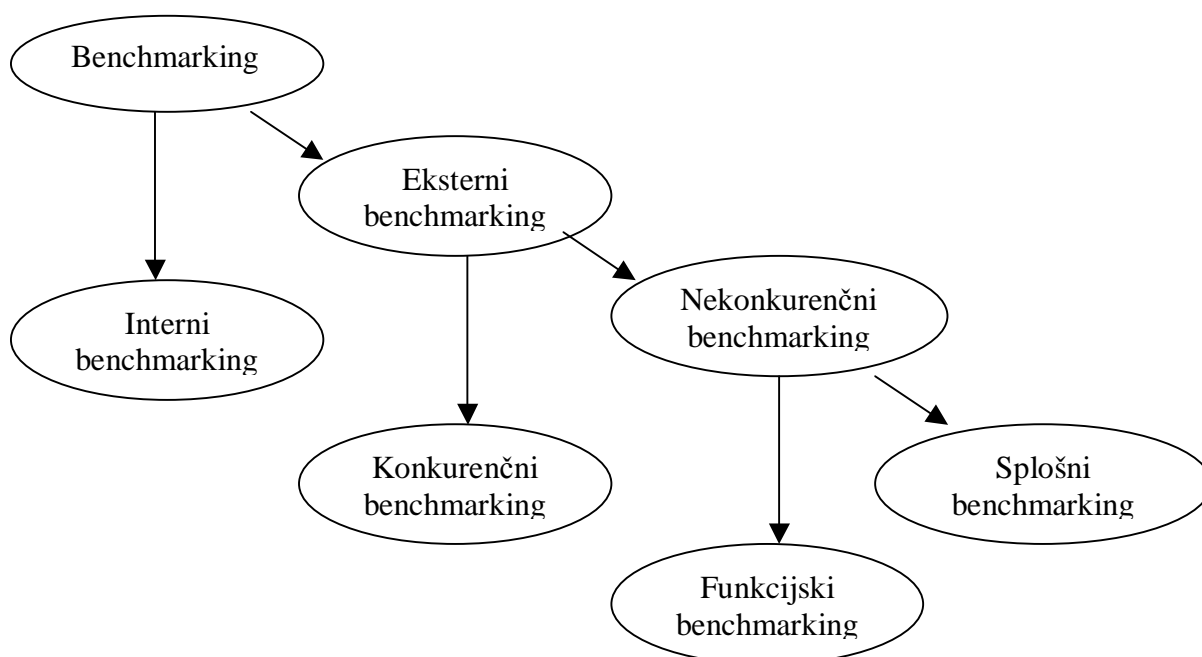 Benchmarking
Eksterni
benchmarking
Nekonkurenčni
benchmarking
Interni
benchmarking
Konkurenčni
benchmarking
Splošni
benchmarking
Funkcijski
benchmarking